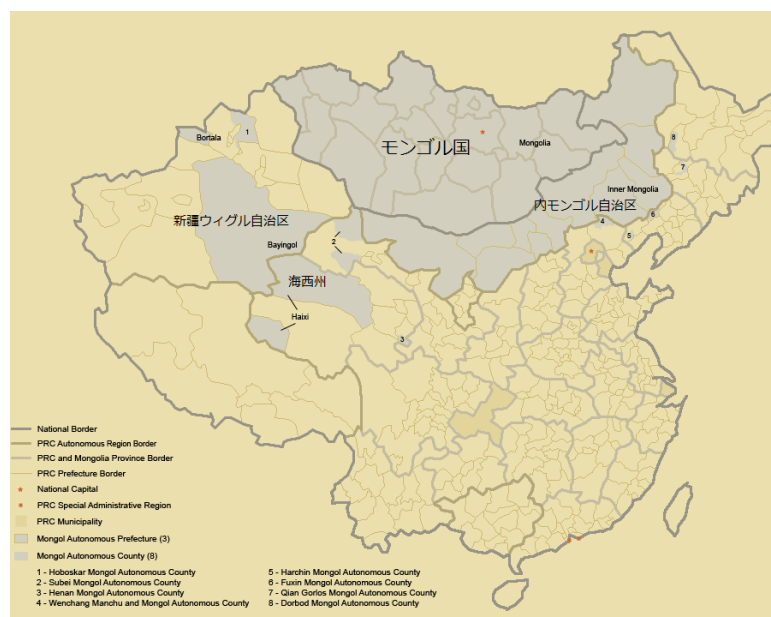 Bortala
1
モンゴル国
Mongolia
8
7
Inner Mongolia
内モンゴル自治区
4
6
5
新疆ウィグル自治区
Bayingol
2
海西州
Haixi
3
National Border
PRC Autonomous Region Border
PRC and Mongolia Province Border
PRC Prefecture Border
National Capital
PRC Special Administrative Region
PRC Municipality
Mongol Autonomous Prefecture (3)
Mongol Autonomous County (8)
1 - Hoboskar Mongol Autonomous County
2 - Subei Mongol Autonomous County
3 - Henan Mongol Autonomous County
4 - Wenchang Manchu and Mongol Autonomous County
5 - Harchin Mongol Autonomous County
6 - Fuxin Mongol Autonomous County
7 - Qian Gorlos Mongol Autonomous County
8 - Dorbod Mongol Autonomous County